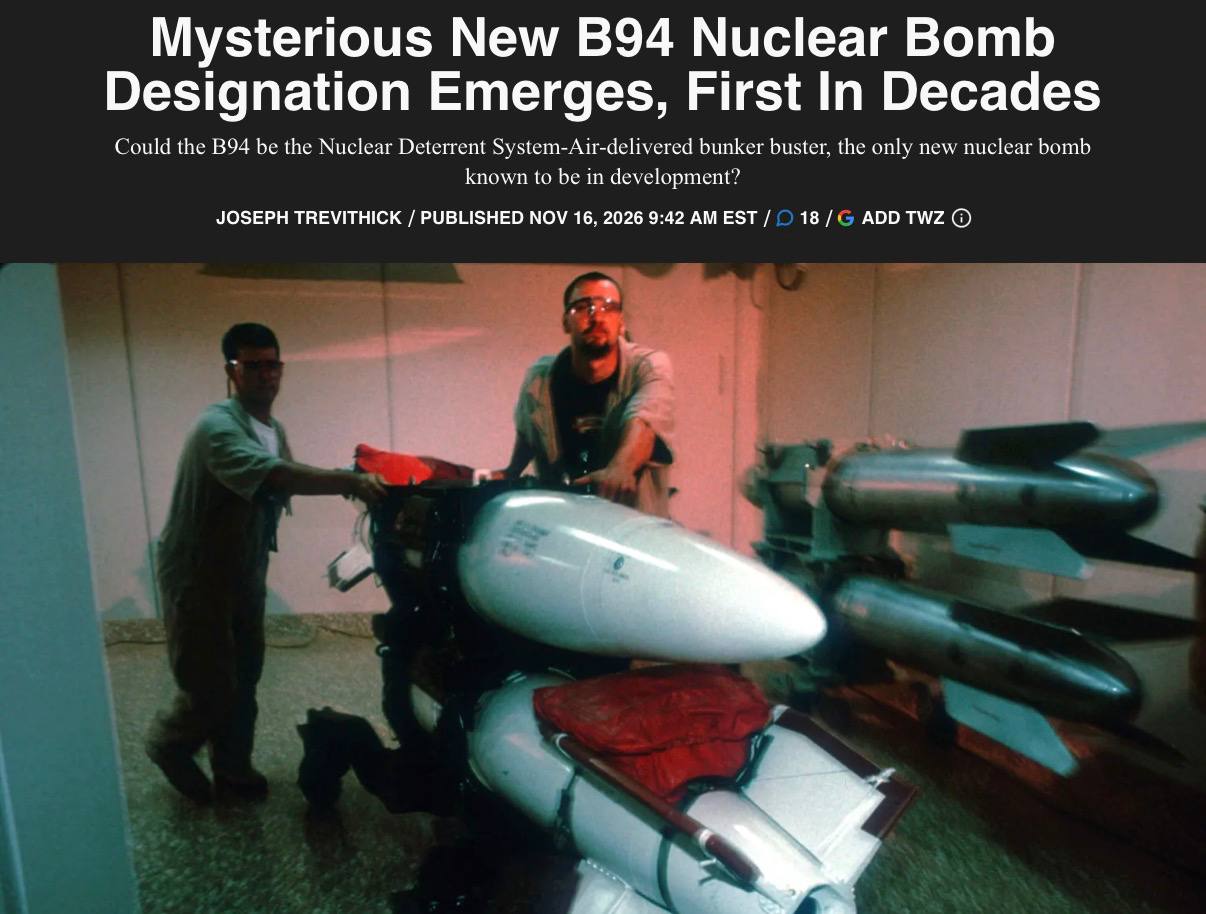 Mysterious New B94 Nuclear Bomb
Designation Emerges, First In Decades
Could the B94 be the Nuclear Deterrent System-Air-delivered bunker buster, the only new nuclear bomb
known to be in development?
JOSEPH TREVITHICK / PUBLISHED NOV 16, 2026 9:42 AM EST / 18 / ADD TWZ